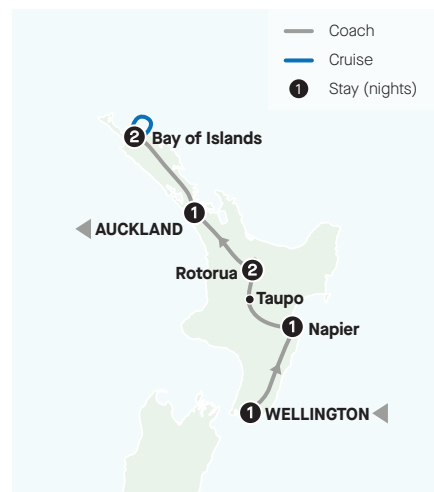 Coach
Cruise
1 Stay (nights)
2 Bay of Islands
1
AUCKLAND
Rotorua 2
Taupo
1 Napier
1 WELLINGTON